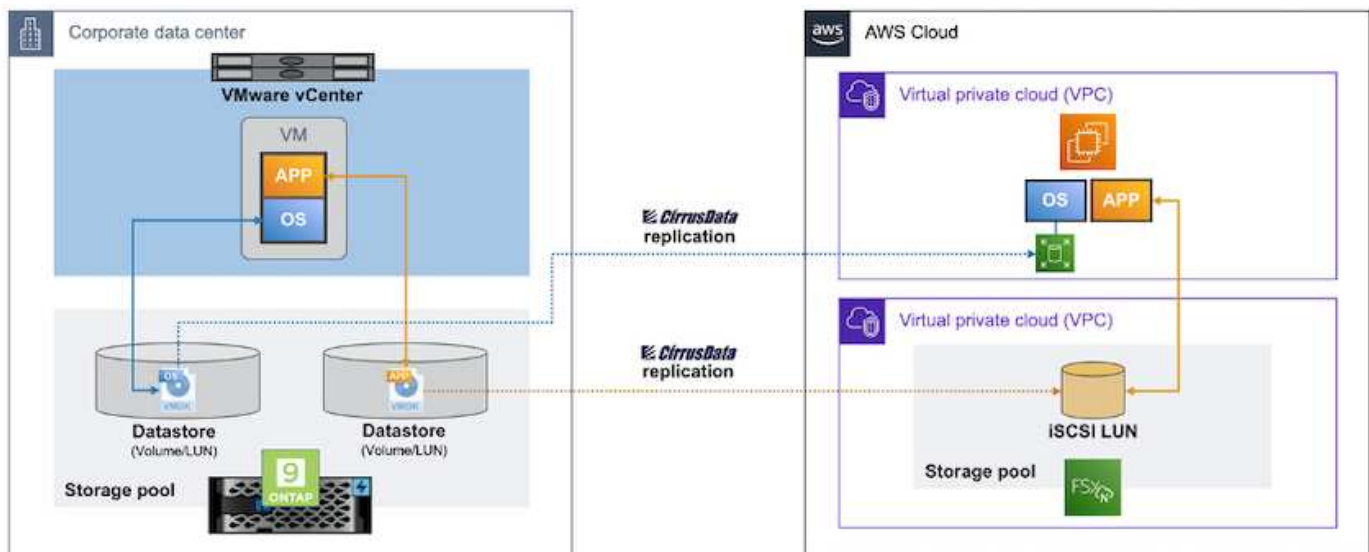 Corporate data center
VMware vCenter
VM
APP
OS
OS
VMDK
APP
VMDK
Datastore
(Volume/LUN)
Datastore
(Volume/LUN)
Storage pool
9
ONTAP
CirrusData
replication
CirrusData
replication
aws
AWS Cloud
Virtual private cloud (VPC)
OS
APP
Virtual private cloud (VPC)
iSCSI LUN
Storage pool
FSx
N